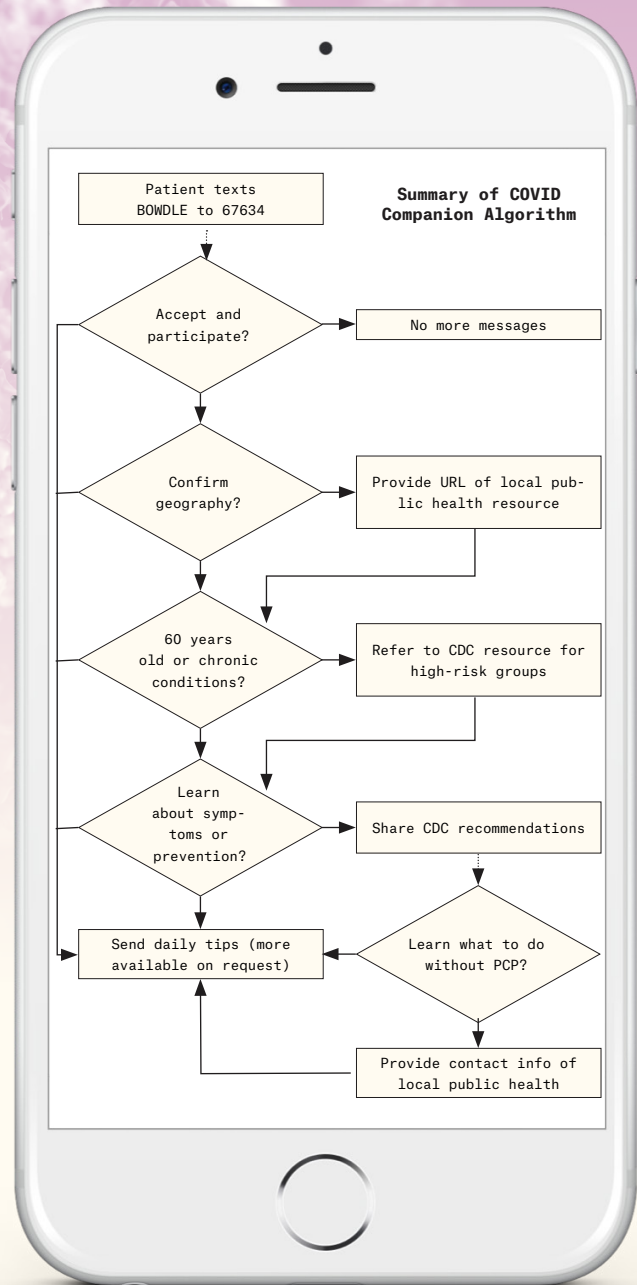 Patient texts
BOWDLE to 67634
Summary of COVID
Companion Algorithm
Accept and
participate?
No more messages
Confirm
geography?
Provide URL of local pub-
lic health resource
60 years
old or chronic
conditions?
Refer to CDC resource for
high-risk groups
Learn
about symp-
toms or
prevention?
Share CDC recommendations
Send daily tips (more
available on request)
Learn what to do
without PCP?
Provide contact info of
local public health